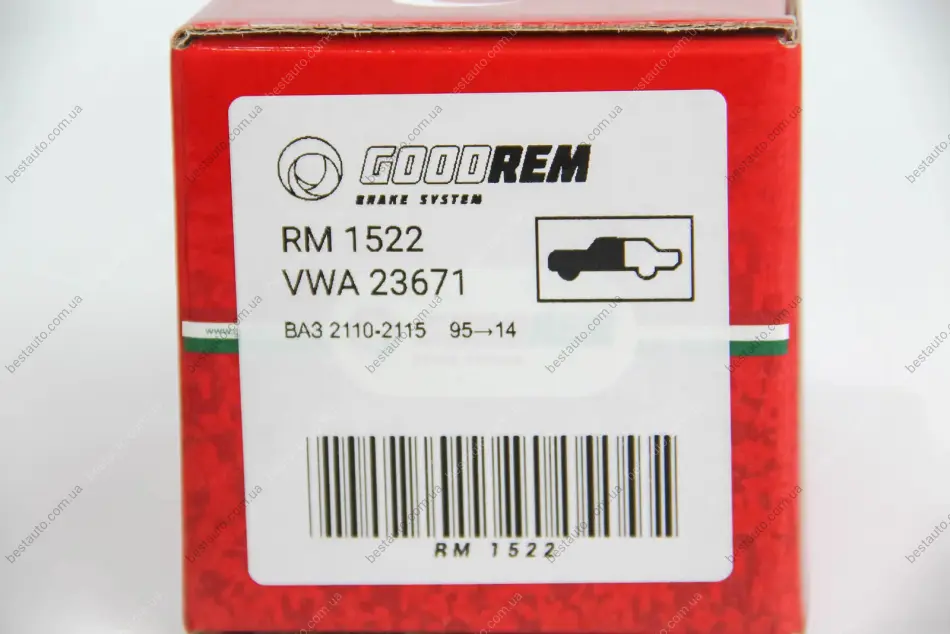 GOODREM
BRAKE SYSTEM
RM 1522
VWA 23671
ВАЗ 2110-2115 95→14
RM 1522
bestauto.com.ua